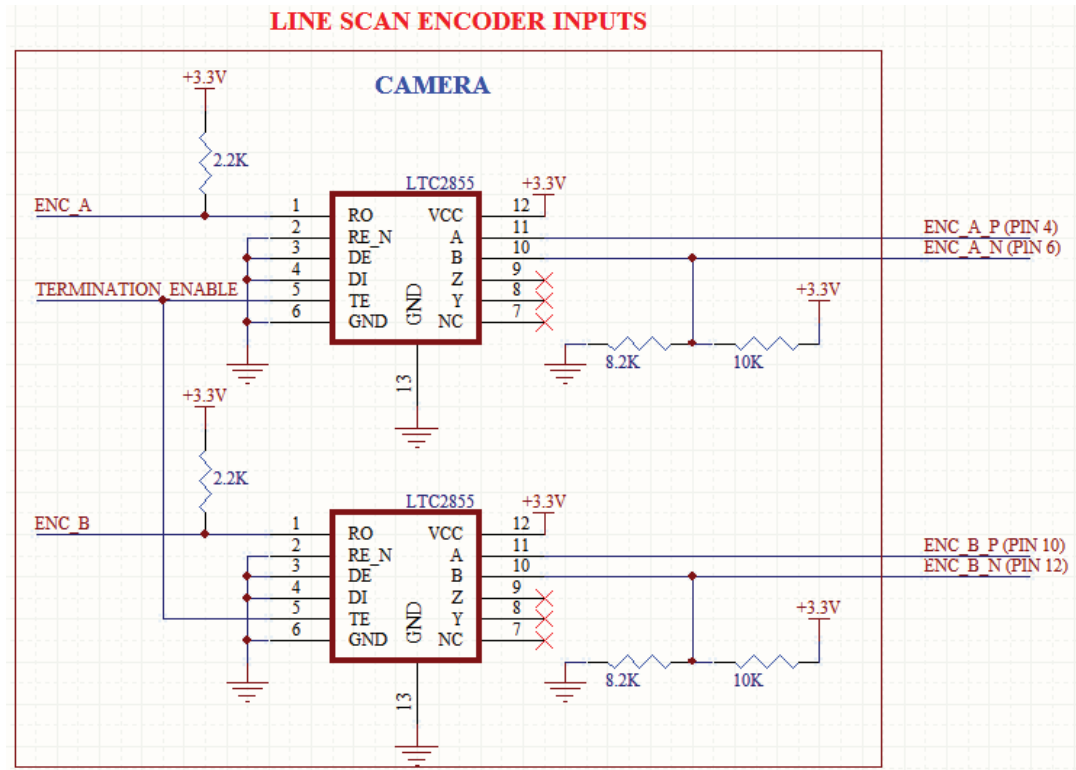 LINE SCAN ENCODER INPUTS
CAMERA
+3.3V
2.2K
LTC2855
+3.3V
ENC_A
1 RO VCC 12
2 RE_N A 11
ENC_A_P (PIN 4)
3 DE B 10
ENC_A_N (PIN 6)
4 DI Z 9
TERMINATION_ENABLE
5 TE Y 8
+3.3V
6 GND NC 7
GND
8.2K
10K
13
+3.3V
2.2K
LTC2855
+3.3V
ENC_B
1 RO VCC 12
2 RE_N A 11
ENC_B_P (PIN 10)
3 DE B 10
ENC_B_N (PIN 12)
4 DI Z 9
5 TE Y 8
+3.3V
6 GND NC 7
GND
8.2K
10K
13